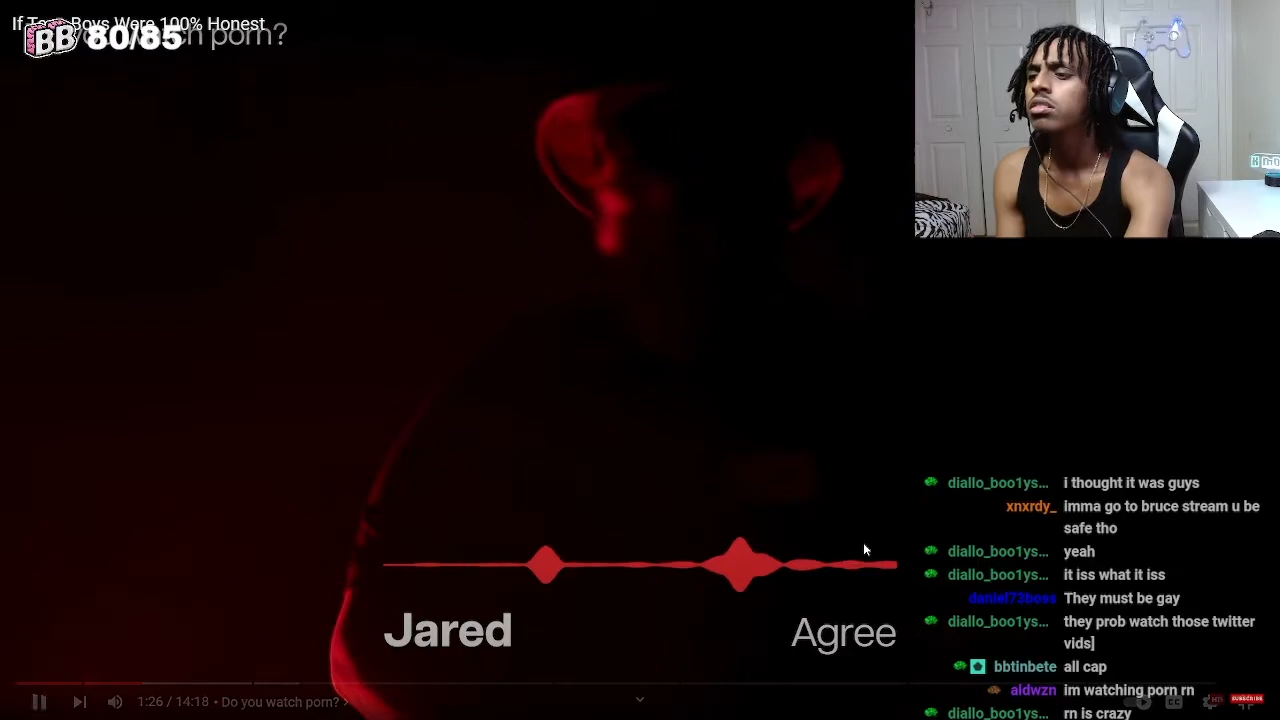 If Teen Boys Were 100% Honest
BB 80/85
porn?
Jared
Agree
1:26 / 14:18 • Do you watch porn? >
diallo_boo1ys... i thought it was guys
xnxrdy_ imma go to bruce stream u be
safe tho
diallo_boo1ys... yeah
diallo_boo1ys... it iss what it iss
daniel73boss They must be gay
diallo_boo1ys... they prob watch those twitter
vids]
bbtinbete all cap
aldwzn im watching porn rn
diallo_boo1ys... rn is crazy
SUBSCRIBE